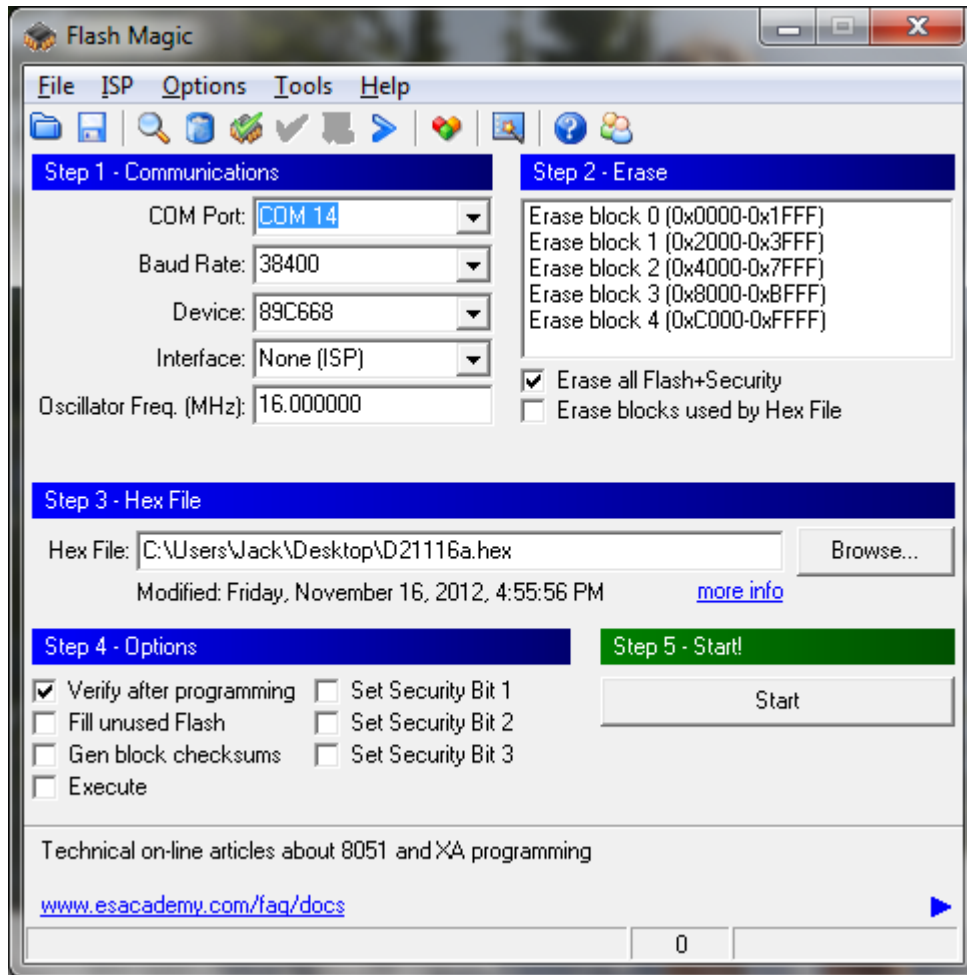 Flash Magic
File ISP Options Tools Help
Step 1 - Communications
COM Port: COM 14
Baud Rate: 38400
Device: 89C668
Interface: None (ISP)
Oscillator Freq. (MHz): 16.000000
Step 2 - Erase
Erase block 0 (0x0000-0x1FFF)
Erase block 1 (0x2000-0x3FFF)
Erase block 2 (0x4000-0x7FFF)
Erase block 3 (0x8000-0xBFFF)
Erase block 4 (0xC000-0xFFFF)
Erase all Flash+Security
Erase blocks used by Hex File
Step 3 - Hex File
Hex File: C:\Users\Jack\Desktop\D21116a.hex Browse...
Modified: Friday, November 16, 2012, 4:55:56 PM more info
Step 4 - Options
Verify after programming Set Security Bit 1
Fill unused Flash Set Security Bit 2
Gen block checksums Set Security Bit 3
Execute
Step 5 - Start!
Start
Technical on-line articles about 8051 and XA programming
www.esacademy.com/faq/docs
0